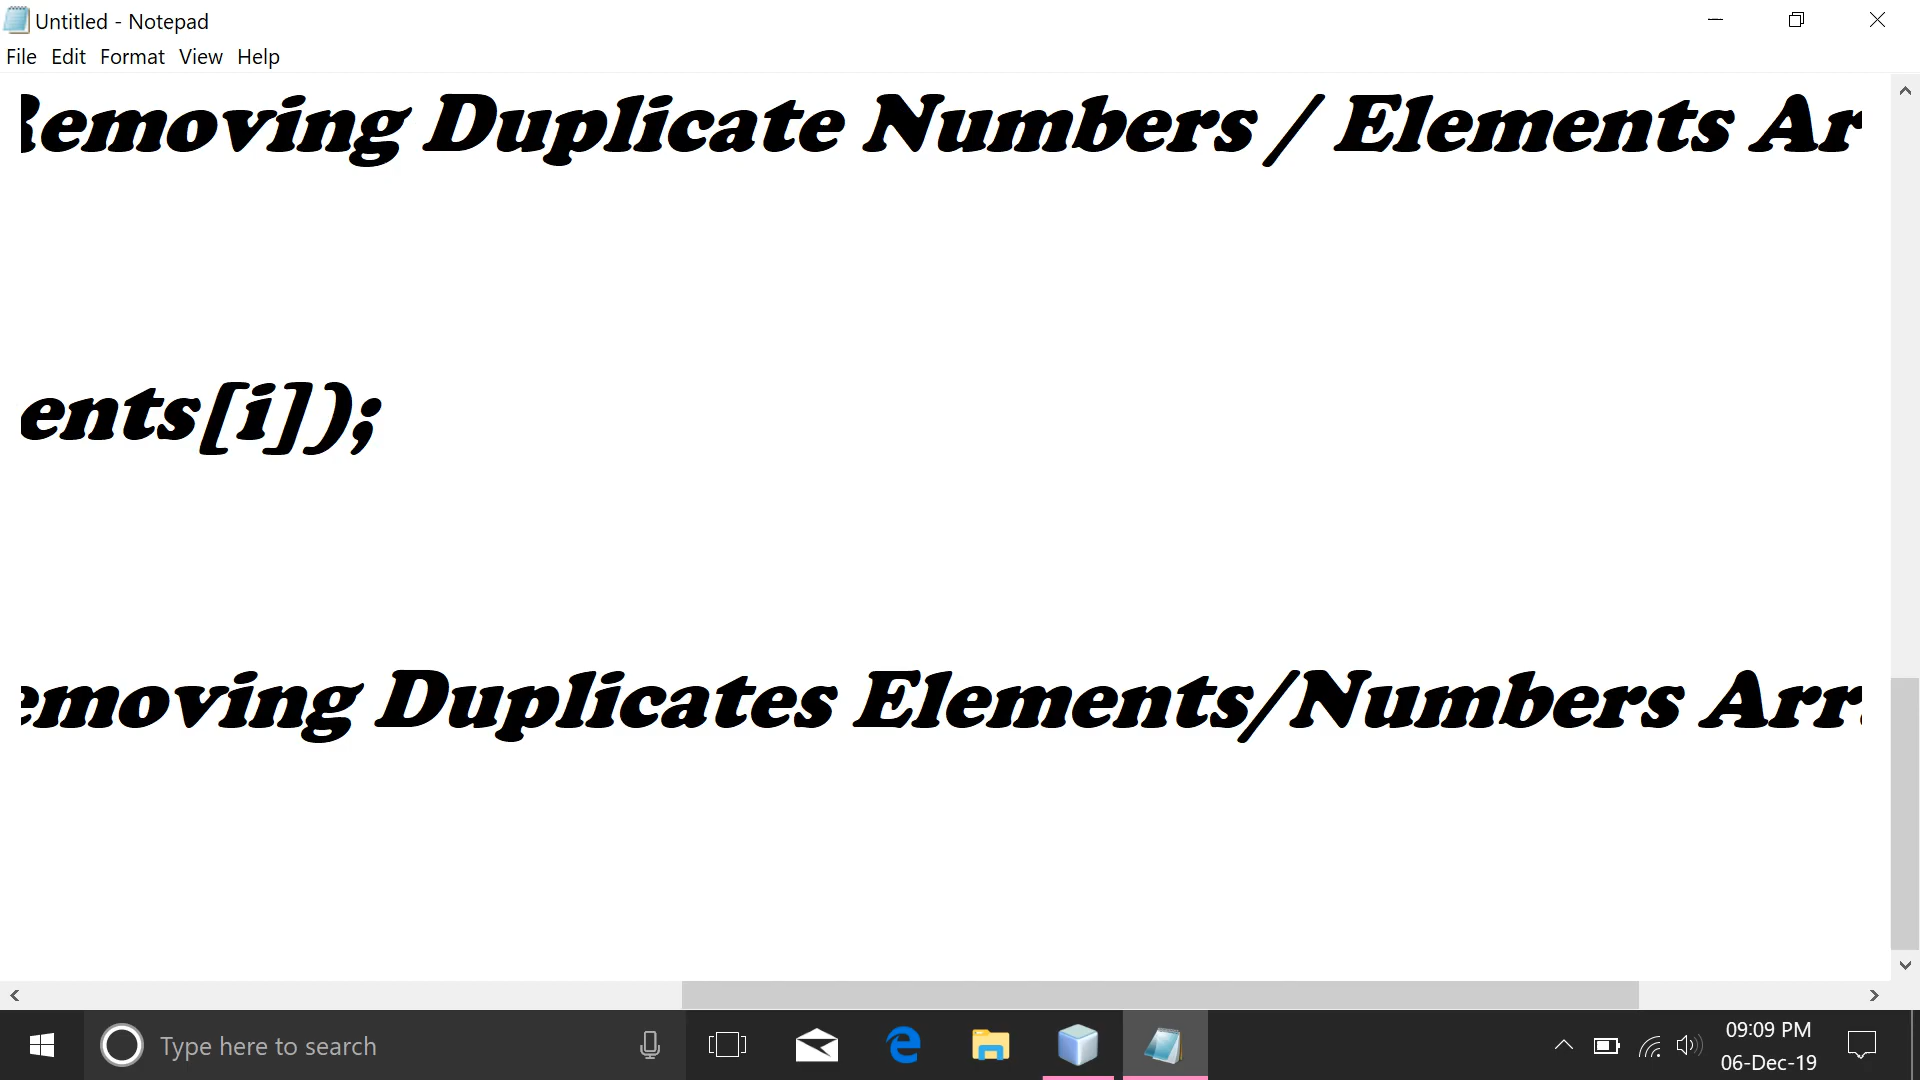 Untitled - Notepad
File Edit Format View Help
Removing Duplicate Numbers / Elements Ar
ents[i]);
emoving Duplicates Elements/Numbers Arr
Type here to search
09:09 PM
06-Dec-19